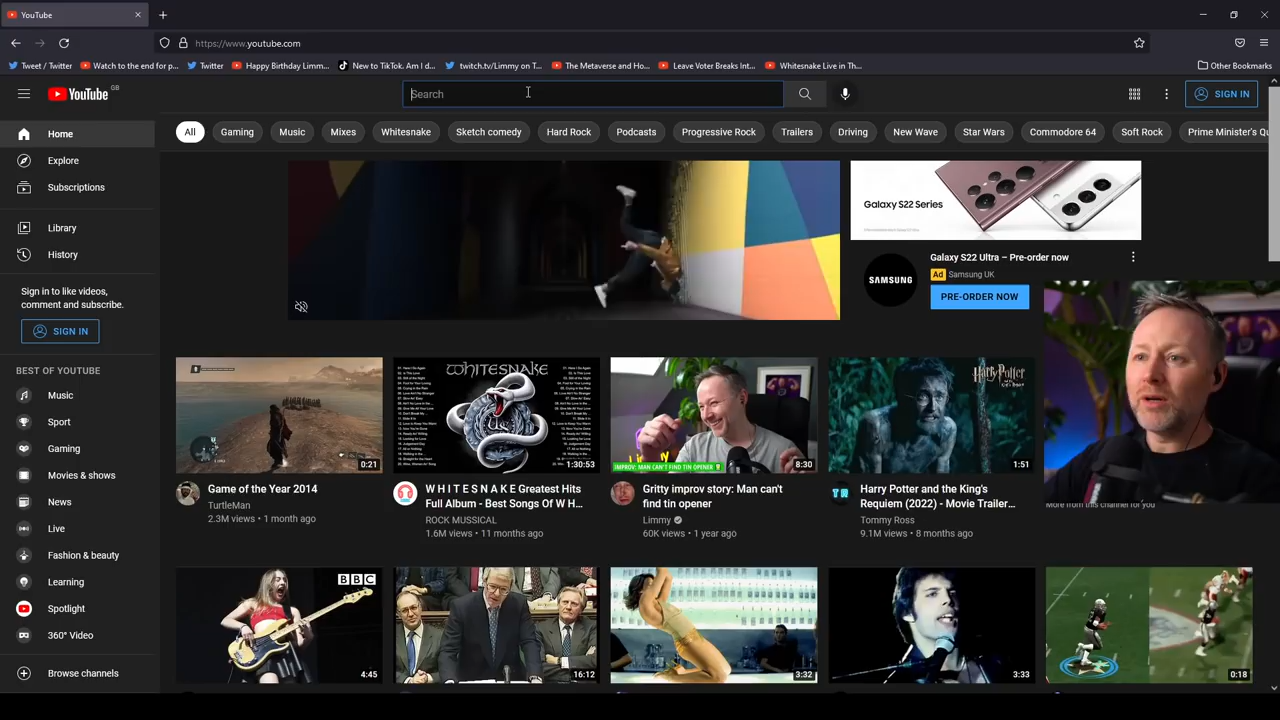 YouTube
https://www.youtube.com
Tweet / Twitter
Watch to the end for p...
Twitter
Happy Birthday Limm...
New to TikTok. Am I d...
twitch.tv/Limmy on T...
The Metaverse and Ho...
Leave Voter Breaks Int...
Whitesnake Live in Th...
Other Bookmarks
YouTube GB
Search
SIGN IN
All
Gaming
Music
Mixes
Whitesnake
Sketch comedy
Hard Rock
Podcasts
Progressive Rock
Trailers
Driving
New Wave
Star Wars
Commodore 64
Soft Rock
Prime Minister's Qu
Home
Explore
Subscriptions
Library
History
Sign in to like videos,
comment and subscribe.
SIGN IN
BEST OF YOUTUBE
Music
Sport
Gaming
Movies & shows
News
Live
Fashion & beauty
Learning
Spotlight
360° Video
Browse channels
Galaxy S22 Series
SAMSUNG
Galaxy S22 Ultra – Pre-order now
Ad Samsung UK
PRE-ORDER NOW
0:21
Game of the Year 2014
TurtleMan
2.3M views • 1 month ago
WHITESNAKE
1:30:53
W H I T E S N A K E Greatest Hits
Full Album - Best Songs Of W H...
ROCK MUSSICAL
1.6M views • 11 months ago
Limmy
IMPROV: MAN CAN'T FIND TIN OPENER
8:30
Gritty improv story: Man can't
find tin opener
Limmy
60K views • 1 year ago
Harry Potter
1:51
TR
Harry Potter and the King's
Requiem (2022) - Movie Trailer...
Tommy Ross
9.1M views • 8 months ago
More from this channel for you
BBC
4:45
16:12
3:32
3:33
0:18